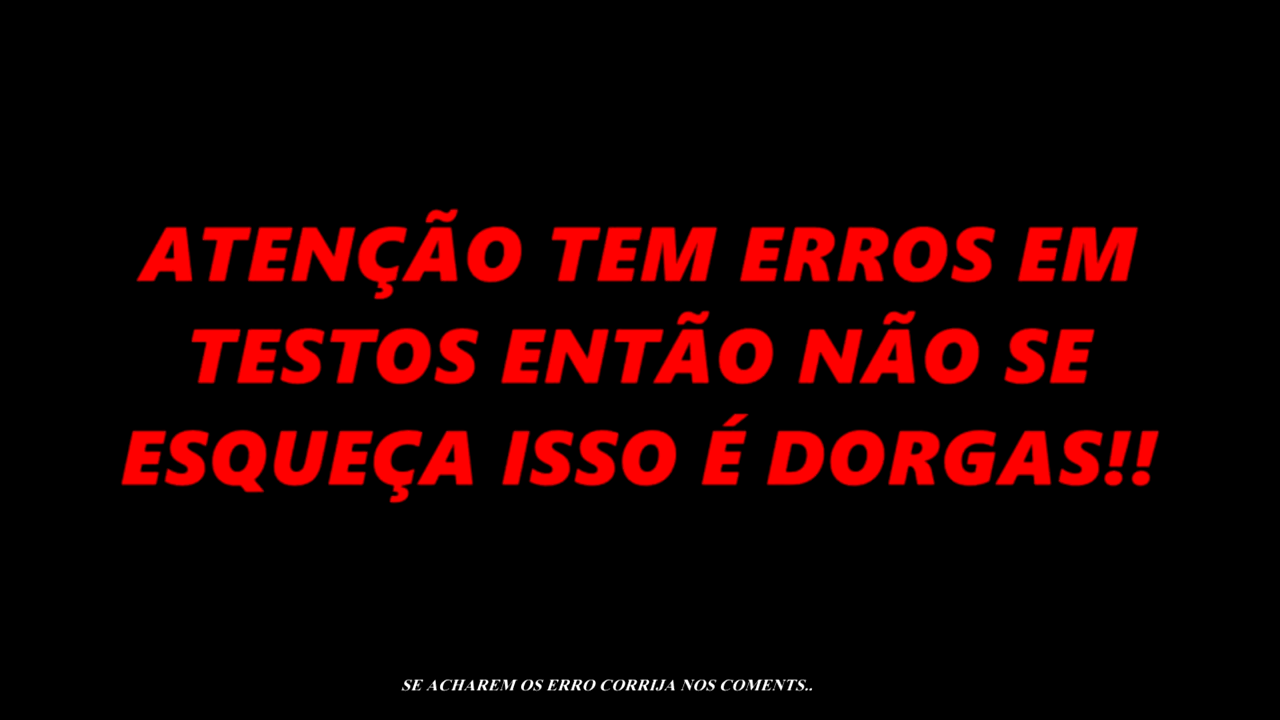 ATENÇÃO TEM ERROS EM
TESTOS ENTÃO NÃO SE
ESQUEÇA ISSO É DORGAS!!
SE ACHAREM OS ERRO CORRIJA NOS COMENTS..